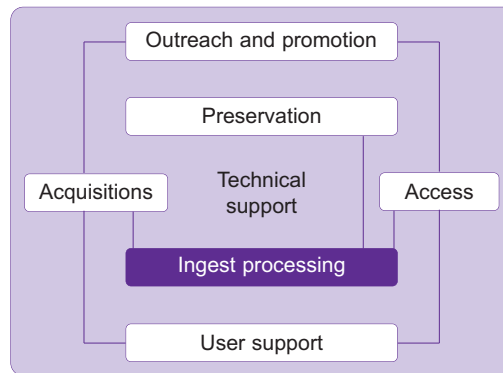 Outreach and promotion
Preservation
Acquisitions
Technical
support
Access
Ingest processing
User support